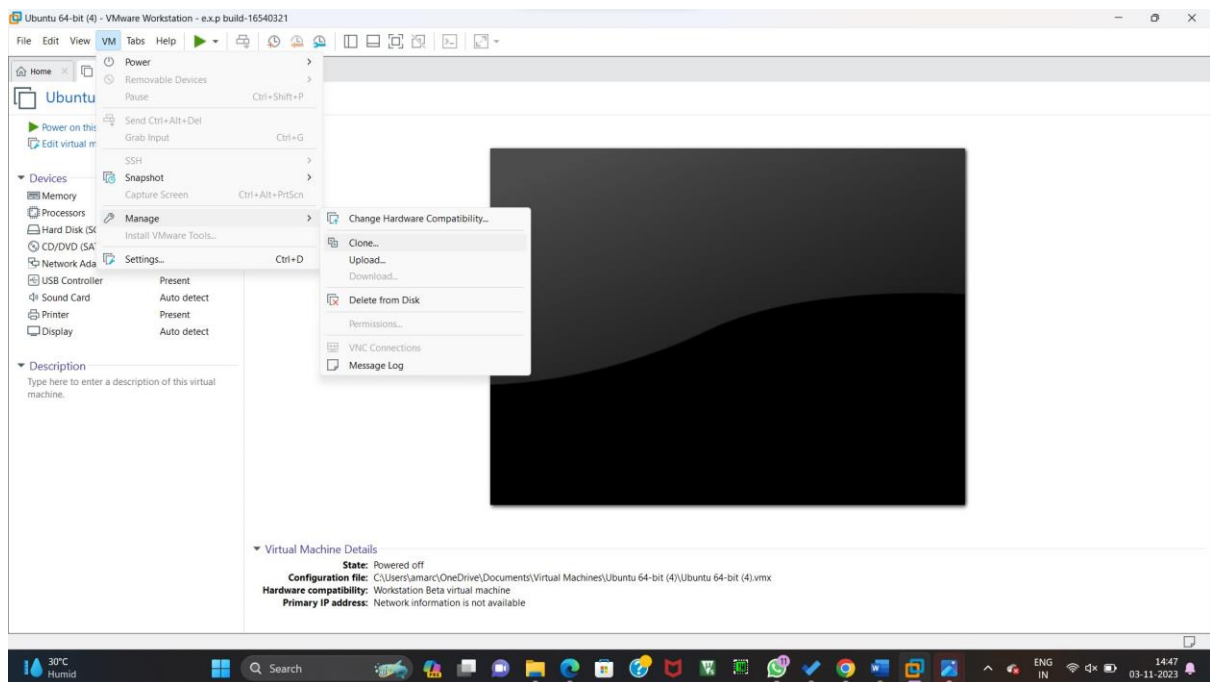 Ubuntu 64-bit (4) - VMware Workstation - e.x.p build-16540321
File Edit View VM Tabs Help
Home
Ubuntu
Power on this
Edit virtual m
Devices
Memory
Processors
Hard Disk (SC
CD/DVD (SA
Network Ada
USB Controller Present
Sound Card Auto detect
Printer Present
Display Auto detect
Description
Type here to enter a description of this virtual
machine.
Power
Removable Devices
Pause Ctrl+Shift+P
Send Ctrl+Alt+Del
Grab Input Ctrl+G
SSH
Snapshot
Capture Screen Ctrl+Alt+PrtScn
Manage
Install VMware Tools...
Settings... Ctrl+D
Change Hardware Compatibility...
Clone...
Upload...
Download...
Delete from Disk
Permissions...
VNC Connections
Message Log
Virtual Machine Details
State: Powered off
Configuration file: C:\Users\amarc\OneDrive\Documents\Virtual Machines\Ubuntu 64-bit (4)\Ubuntu 64-bit (4).vmx
Hardware compatibility: Workstation Beta virtual machine
Primary IP address: Network information is not available
30°C
Humid
Search
ENG
IN
14:47
03-11-2023